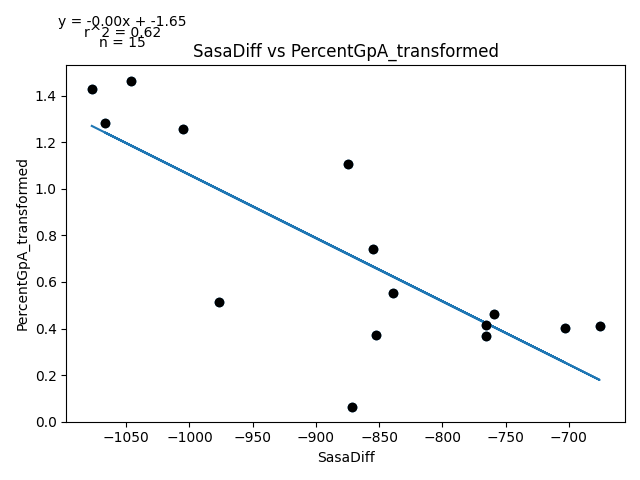 y = -0.00x + -1.65
r^2 = 0.62
n = 15
SasaDiff vs PercentGpA_transformed
1.4
1.2
1.0
0.8
0.6
0.4
0.2
0.0
PercentGpA_transformed
−1050 −1000 −950 −900 −850 −800 −750 −700
SasaDiff